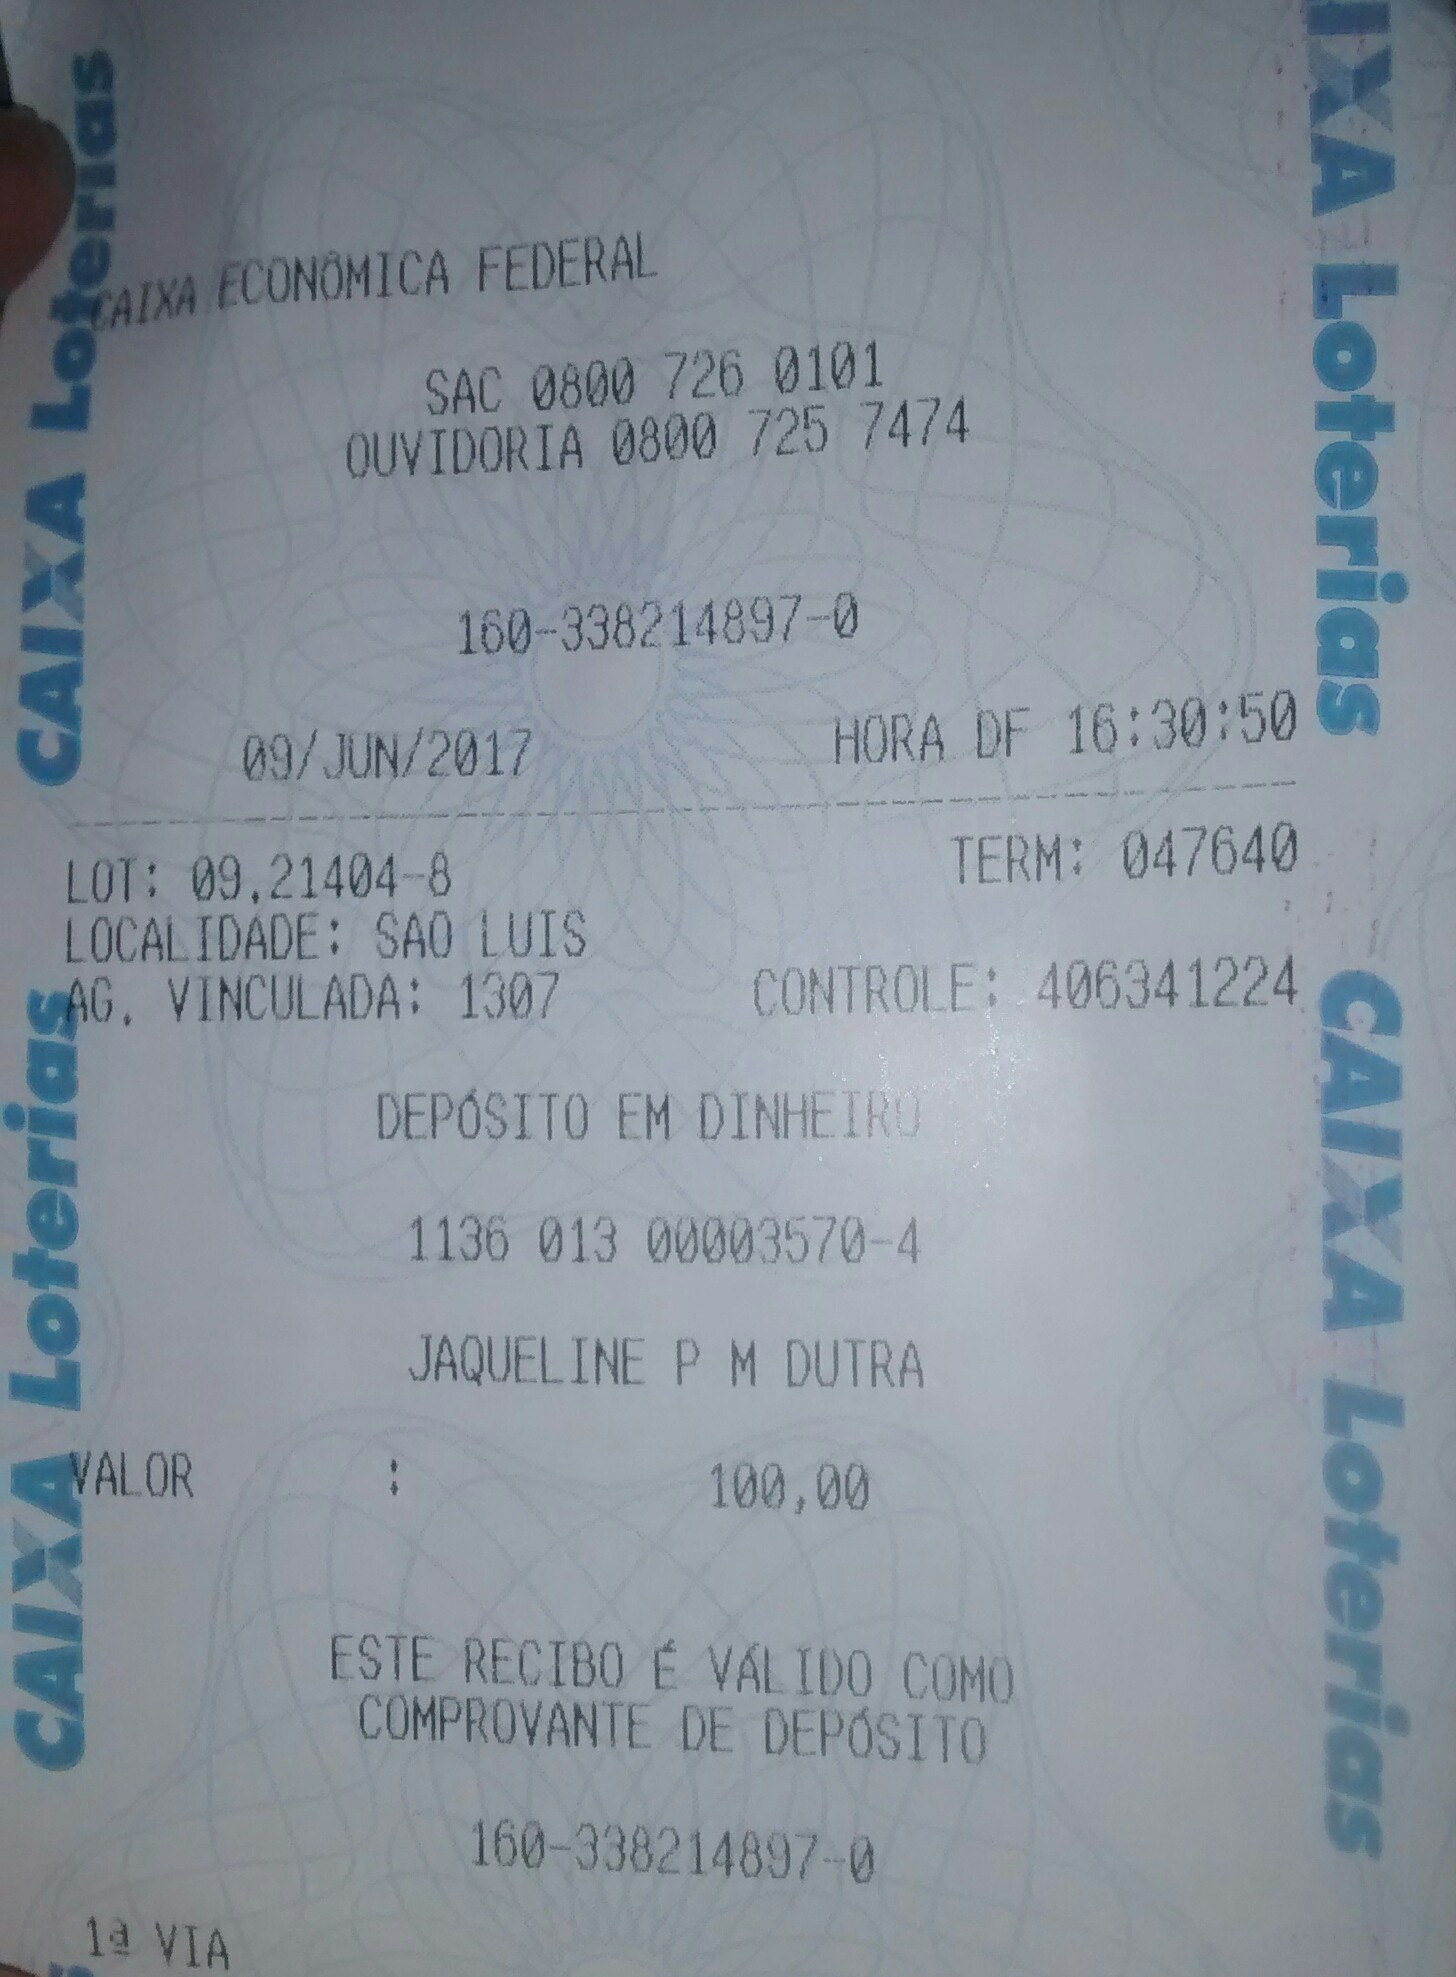 CAIXA ECONÔMICA FEDERAL
SAC 0800 726 0101
OUVIDORIA 0800 725 7474
160-338214897-0
09/JUN/2017 HORA DF 16:30:50
LOT: 09.21404-8 TERM: 047640
LOCALIDADE: SAO LUIS
AG. VINCULADA: 1307 CONTROLE: 406341224
DEPÓSITO EM DINHEIRO
1136 013 00003570-4
JAQUELINE P M DUTRA
VALOR : 100,00
ESTE RECIBO É VÁLIDO COMO
COMPROVANTE DE DEPÓSITO
160-338214897-0
1ª VIA
CAIXA Loterias
CAIXA Loterias
AIXA Loterias
CAIXA Loterias